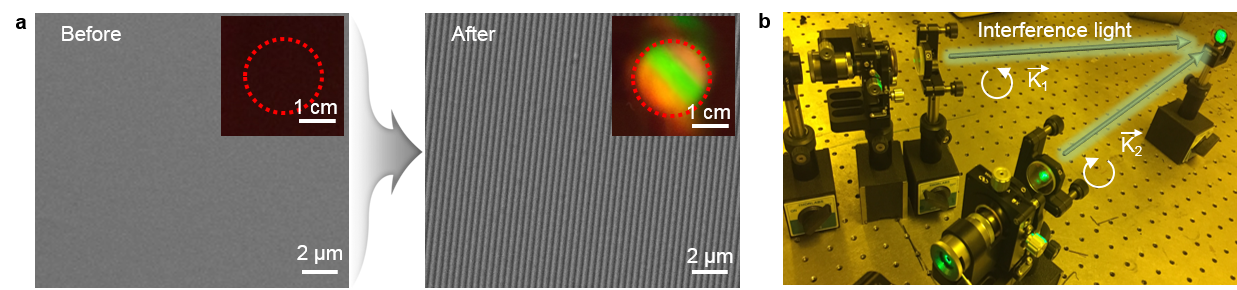 a
Before
1 cm
2 μm
After
1 cm
2 μm
b
Interference light
K1
K2